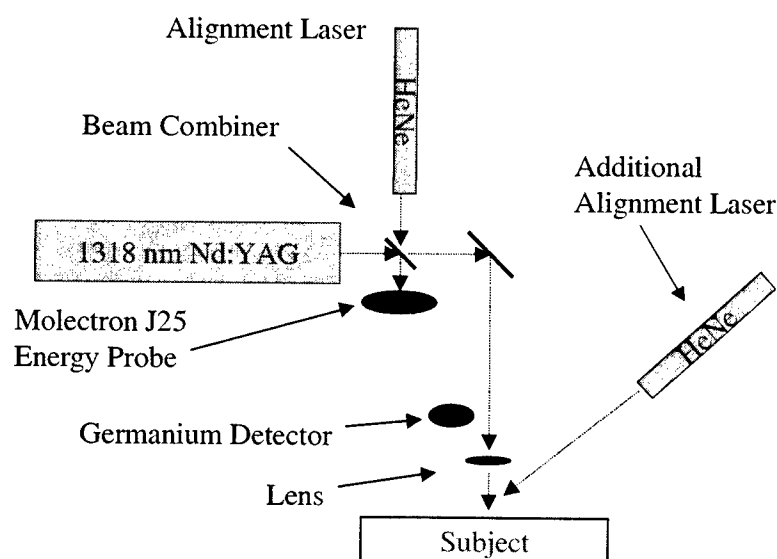 Alignment Laser
HeNe
Beam Combiner
Additional
Alignment Laser
1318 nm Nd:YAG
HeNe
Molectron J25
Energy Probe
Germanium Detector
Lens
Subject